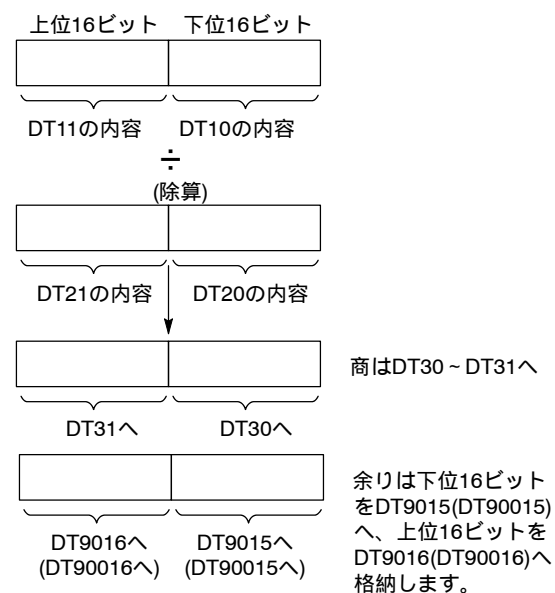 上位16ビット 下位16ビット
DT11の内容 DT10の内容
÷
(除算)
DT21の内容 DT20の内容
商はDT30~DT31へ
DT31へ DT30へ
余りは下位16ビット
をDT9015(DT90015)
へ、上位16ビットを
DT9016(DT90016)へ
格納します。
DT9016へ DT9015へ
(DT90016へ) (DT90015へ)